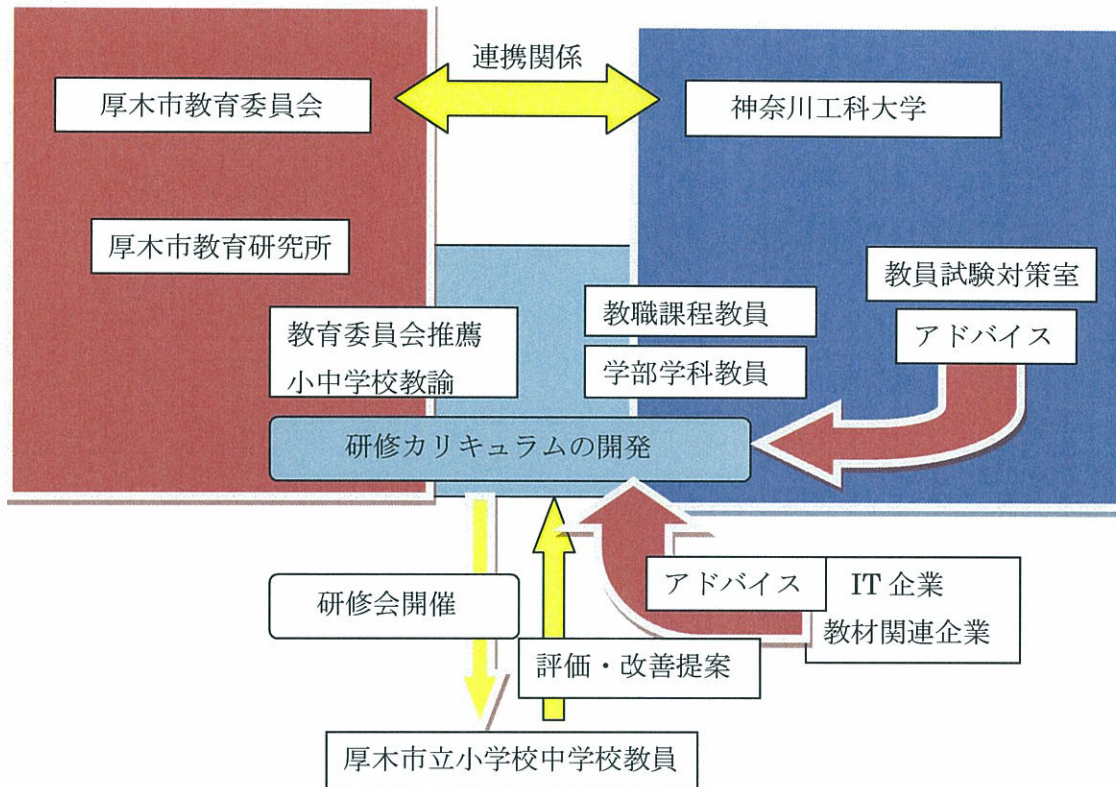 連携関係
厚木市教育委員会
神奈川工科大学
厚木市教育研究所
教員試験対策室
アドバイス
教育委員会推薦
小中学校教諭
教職課程教員
学部学科教員
研修カリキュラムの開発
研修会開催
アドバイス
IT 企業
教材関連企業
評価・改善提案
厚木市立小学校中学校教員